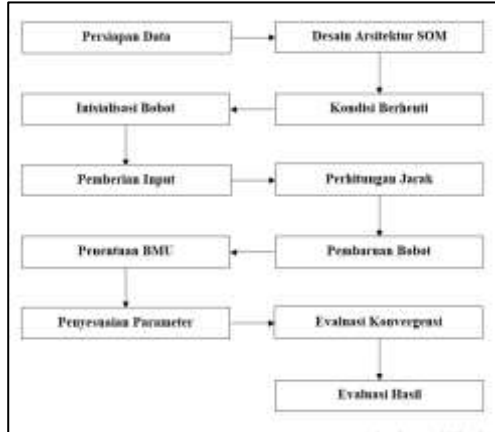 Persiapan Data
Desain Arsitektur SOM
Inisialisasi Bobot
Kondisi Berhenti
Pemberian Input
Perhitungan Jarak
Penentuan BMU
Pembaruan Bobot
Penyesuaian Parameter
Evaluasi Konvergensi
Evaluasi Hasil